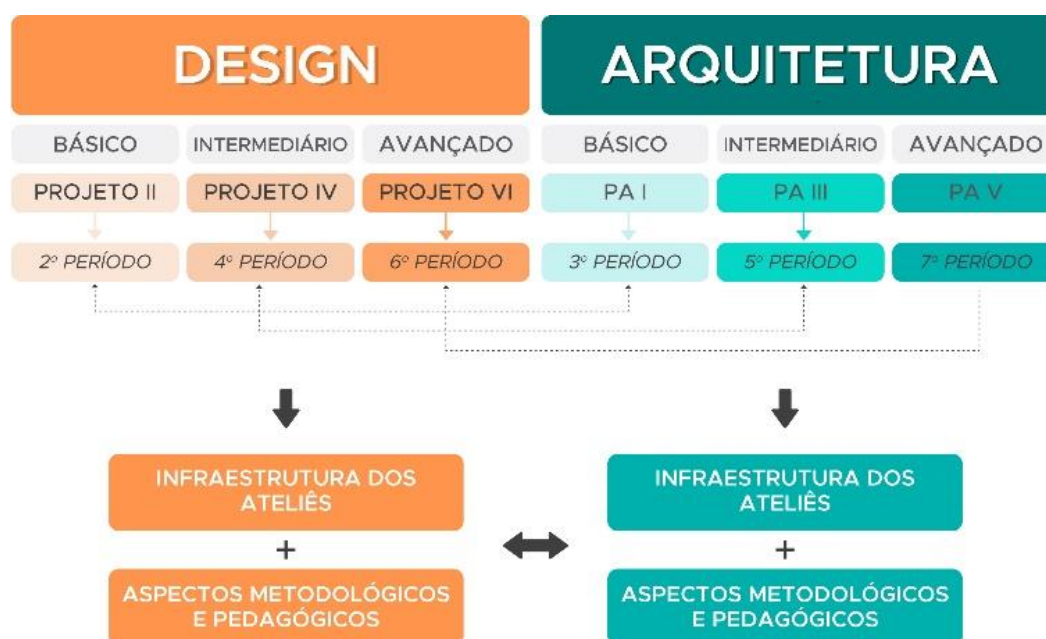 DESIGN
ARQUITETURA
BÁSICO
INTERMEDIÁRIO
AVANÇADO
BÁSICO
INTERMEDIÁRIO
AVANÇADO
PROJETO II
PROJETO IV
PROJETO VI
PA I
PA III
PA V
2º PERÍODO
4º PERÍODO
6º PERÍODO
3º PERÍODO
5º PERÍODO
7º PERÍODO
INFRAESTRUTURA DOS
ATELIÊS
+
ASPECTOS METODOLÓGICOS
E PEDAGÓGICOS
INFRAESTRUTURA DOS
ATELIÊS
+
ASPECTOS METODOLÓGICOS
E PEDAGÓGICOS